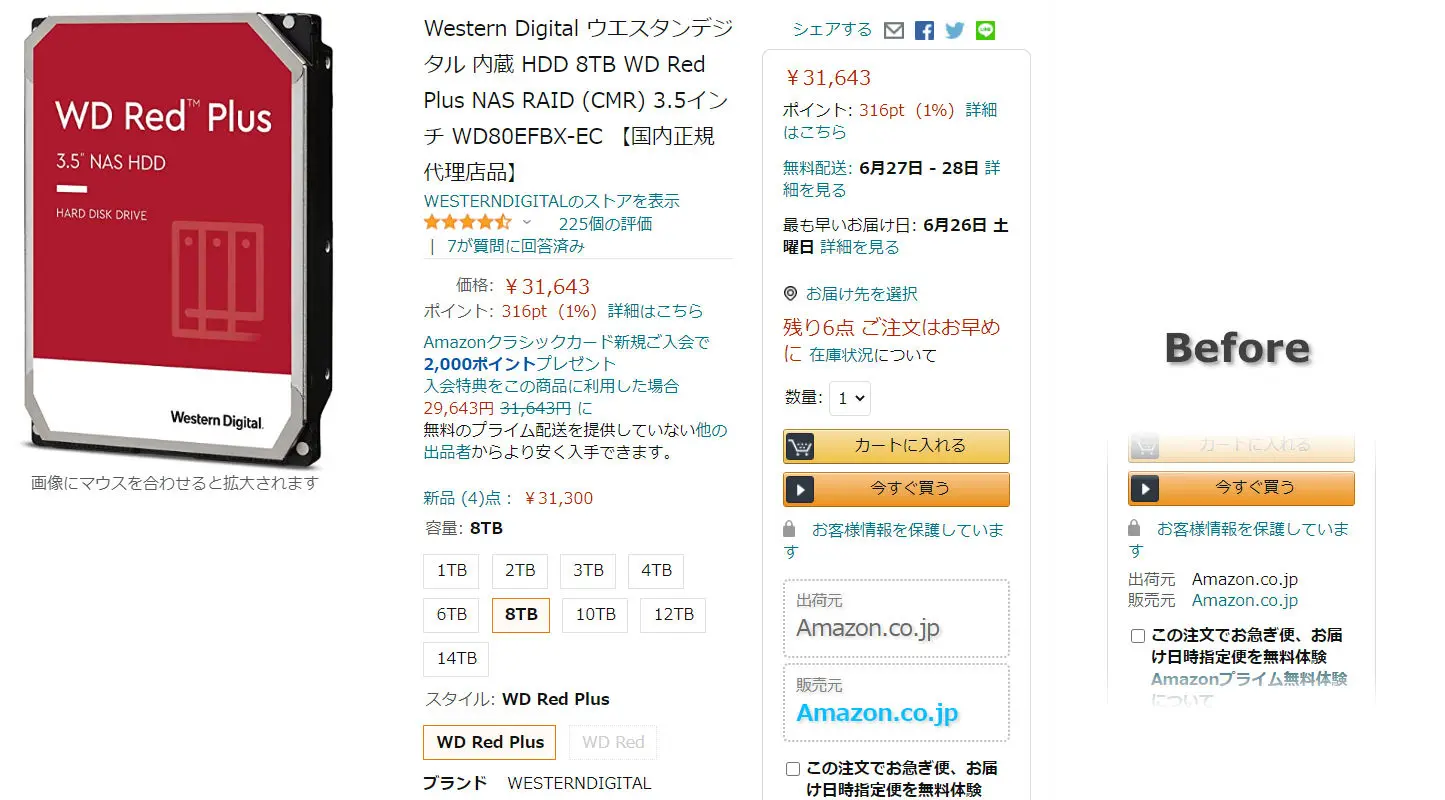 WD Red™ Plus
3.5" NAS HDD
HARD DISK DRIVE
Western Digital.
画像にマウスを合わせると拡大されます
Western Digital ウエスタンデジ
タル 内蔵 HDD 8TB WD Red
Plus NAS RAID (CMR) 3.5イン
チ WD80EFBX-EC 【国内正規
代理店品】
WESTERNDIGITALのストアを表示
225個の評価
| 7が質問に回答済み
価格: ￥31,643
ポイント: 316pt (1%) 詳細はこちら
Amazonクラシックカード新規ご入会で
2,000ポイントプレゼント
入会特典をこの商品に利用した場合
29,643円 31,643円 に
無料のプライム配送を提供していない他の
出品者からより安く入手できます。
新品 (4)点： ￥31,300
容量: 8TB
1TB 2TB 3TB 4TB
6TB 8TB 10TB 12TB
14TB
スタイル: WD Red Plus
WD Red Plus WD Red
ブランド WESTERNDIGITAL
シェアする
￥31,643
ポイント: 316pt (1%) 詳細
はこちら
無料配送: 6月27日 - 28日 詳
細を見る
最も早いお届け日: 6月26日 土
曜日 詳細を見る
お届け先を選択
残り6点 ご注文はお早め
に 在庫状況について
数量: 1
カートに入れる
今すぐ買う
お客様情報を保護していま
す
出荷元
Amazon.co.jp
販売元
Amazon.co.jp
この注文でお急ぎ便、お届
け日時指定便を無料体験
Before
カートに入れる
今すぐ買う
お客様情報を保護していま
す
出荷元 Amazon.co.jp
販売元 Amazon.co.jp
この注文でお急ぎ便、お届
け日時指定便を無料体験
Amazonプライム無料体験
について